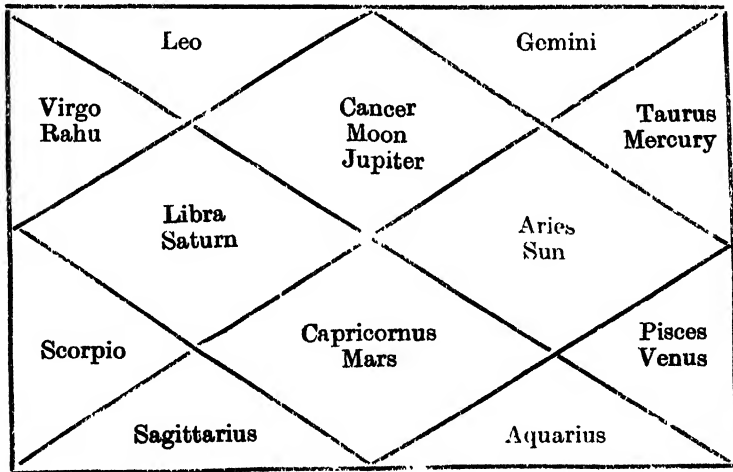 Leo
Gemini
Virgo
Rahu
Cancer
Moon
Jupiter
Taurus
Mercury
Libra
Saturn
Aries
Sun
Scorpio
Capricornus
Mars
Pisces
Venus
Sagittarius
Aquarius